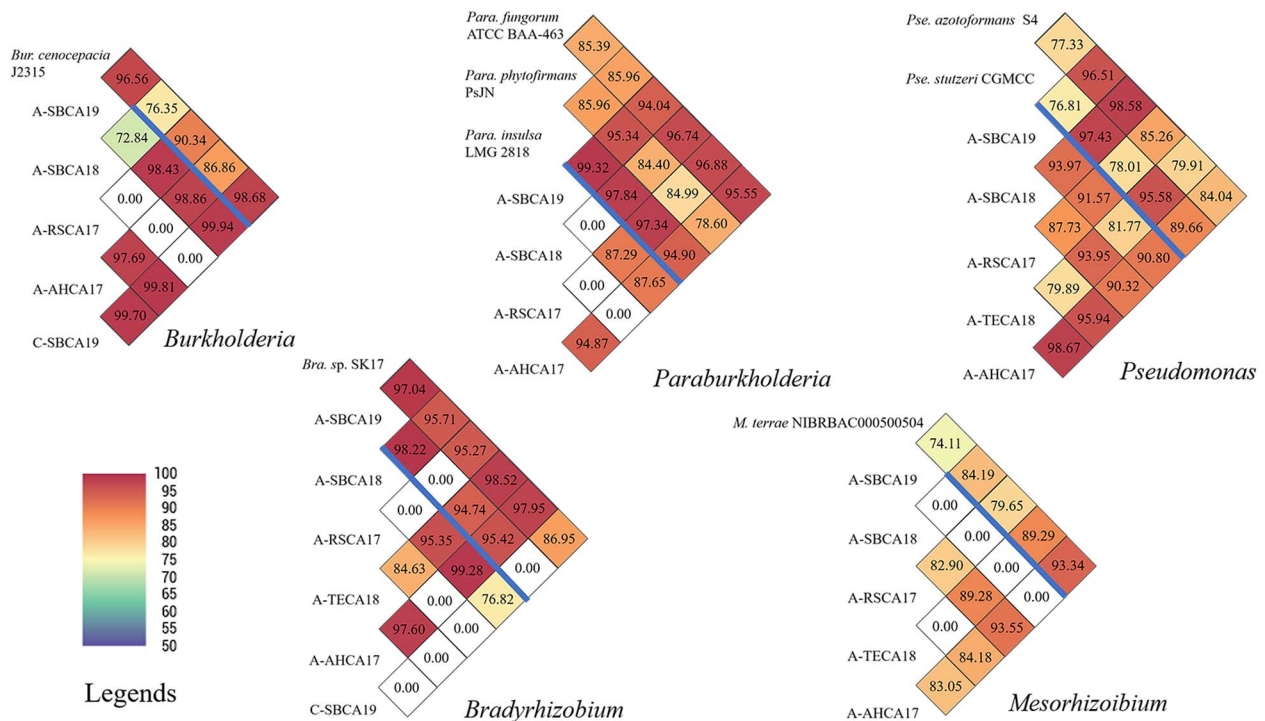 Bur. cenocepacia
J2315
A-SBCA19
A-SBCA18
A-RSCA17
A-AHCA17
C-SBCA19
96.56
76.35
72.84
90.34
98.43
86.86
0.00
98.86
98.68
0.00
99.94
97.69
0.00
99.81
99.70
Burkholderia
Para. fungorum
ATCC BAA-463
Para. phytofirmans
PsJN
Para. insulsa
LMG 2818
A-SBCA19
A-SBCA18
A-RSCA17
A-AHCA17
85.39
85.96
85.96
94.04
95.34
96.74
99.32
84.40
96.88
97.84
84.99
95.55
0.00
97.34
78.60
87.29
94.90
0.00
87.65
0.00
94.87
Paraburkholderia
Pse. azotoformans S4
Pse. stutzeri CGMCC
A-SBCA19
A-SBCA18
A-RSCA17
A-TECA18
A-AHCA17
77.33
96.51
76.81
98.58
97.43
85.26
93.97
78.01
79.91
91.57
95.58
84.04
87.73
81.77
89.66
93.95
90.80
79.89
90.32
95.94
98.67
Pseudomonas
Bra. sp. SK17
A-SBCA19
A-SBCA18
A-RSCA17
A-TECA18
A-AHCA17
C-SBCA19
97.04
95.71
98.22
95.27
0.00
98.52
0.00
94.74
97.95
95.35
95.42
86.95
84.63
99.28
0.00
0.00
76.82
97.60
0.00
0.00
0.00
Bradyrhizobium
M. terrae NIBRBAC000500504
A-SBCA19
A-SBCA18
A-RSCA17
A-TECA18
A-AHCA17
74.11
84.19
0.00
79.65
0.00
89.29
82.90
0.00
93.34
89.28
0.00
0.00
93.55
84.18
83.05
Mesorhizoibium
100
95
90
85
80
75
70
65
60
55
50
Legends